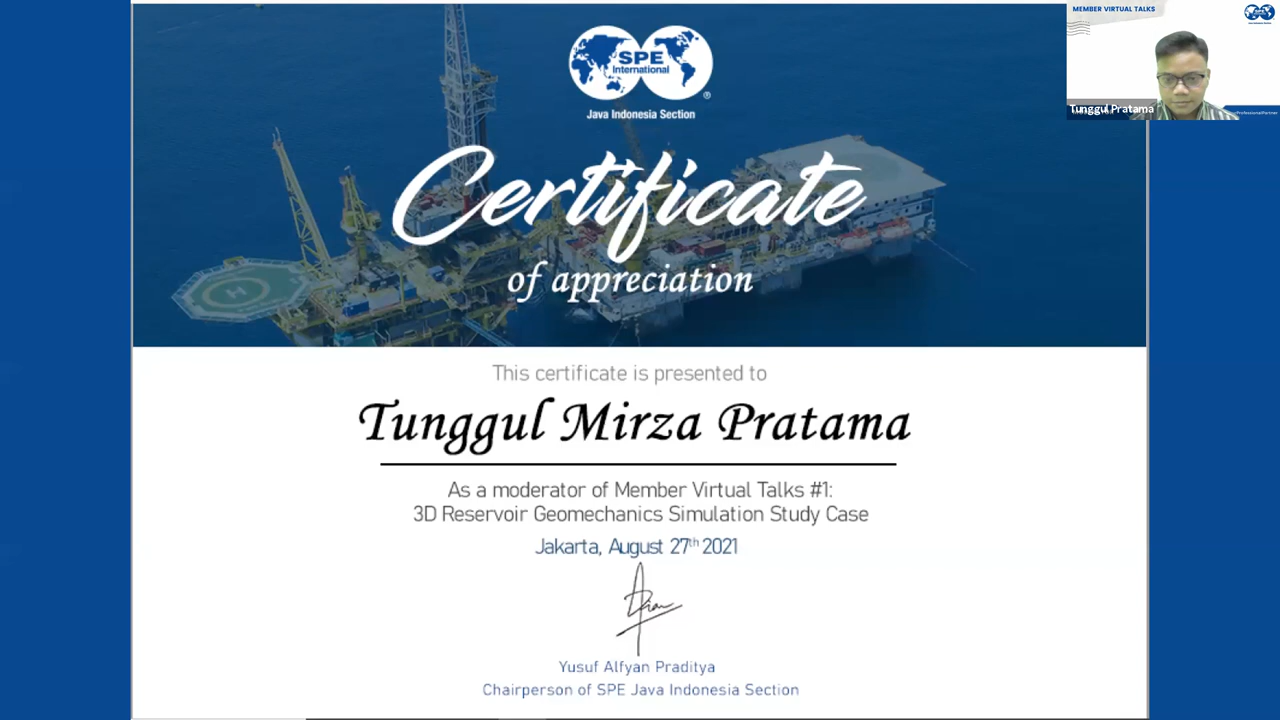 SPE
International
®
Java Indonesia Section
Certificate
of appreciation
This certificate is presented to
Tunggul Mirza Pratama
As a moderator of Member Virtual Talks #1:
3D Reservoir Geomechanics Simulation Study Case
Jakarta, August 27th 2021
Yusuf Alfyan Praditya
Chairperson of SPE Java Indonesia Section
MEMBER VIRTUAL TALKS
SPE
Tunggul Pratama